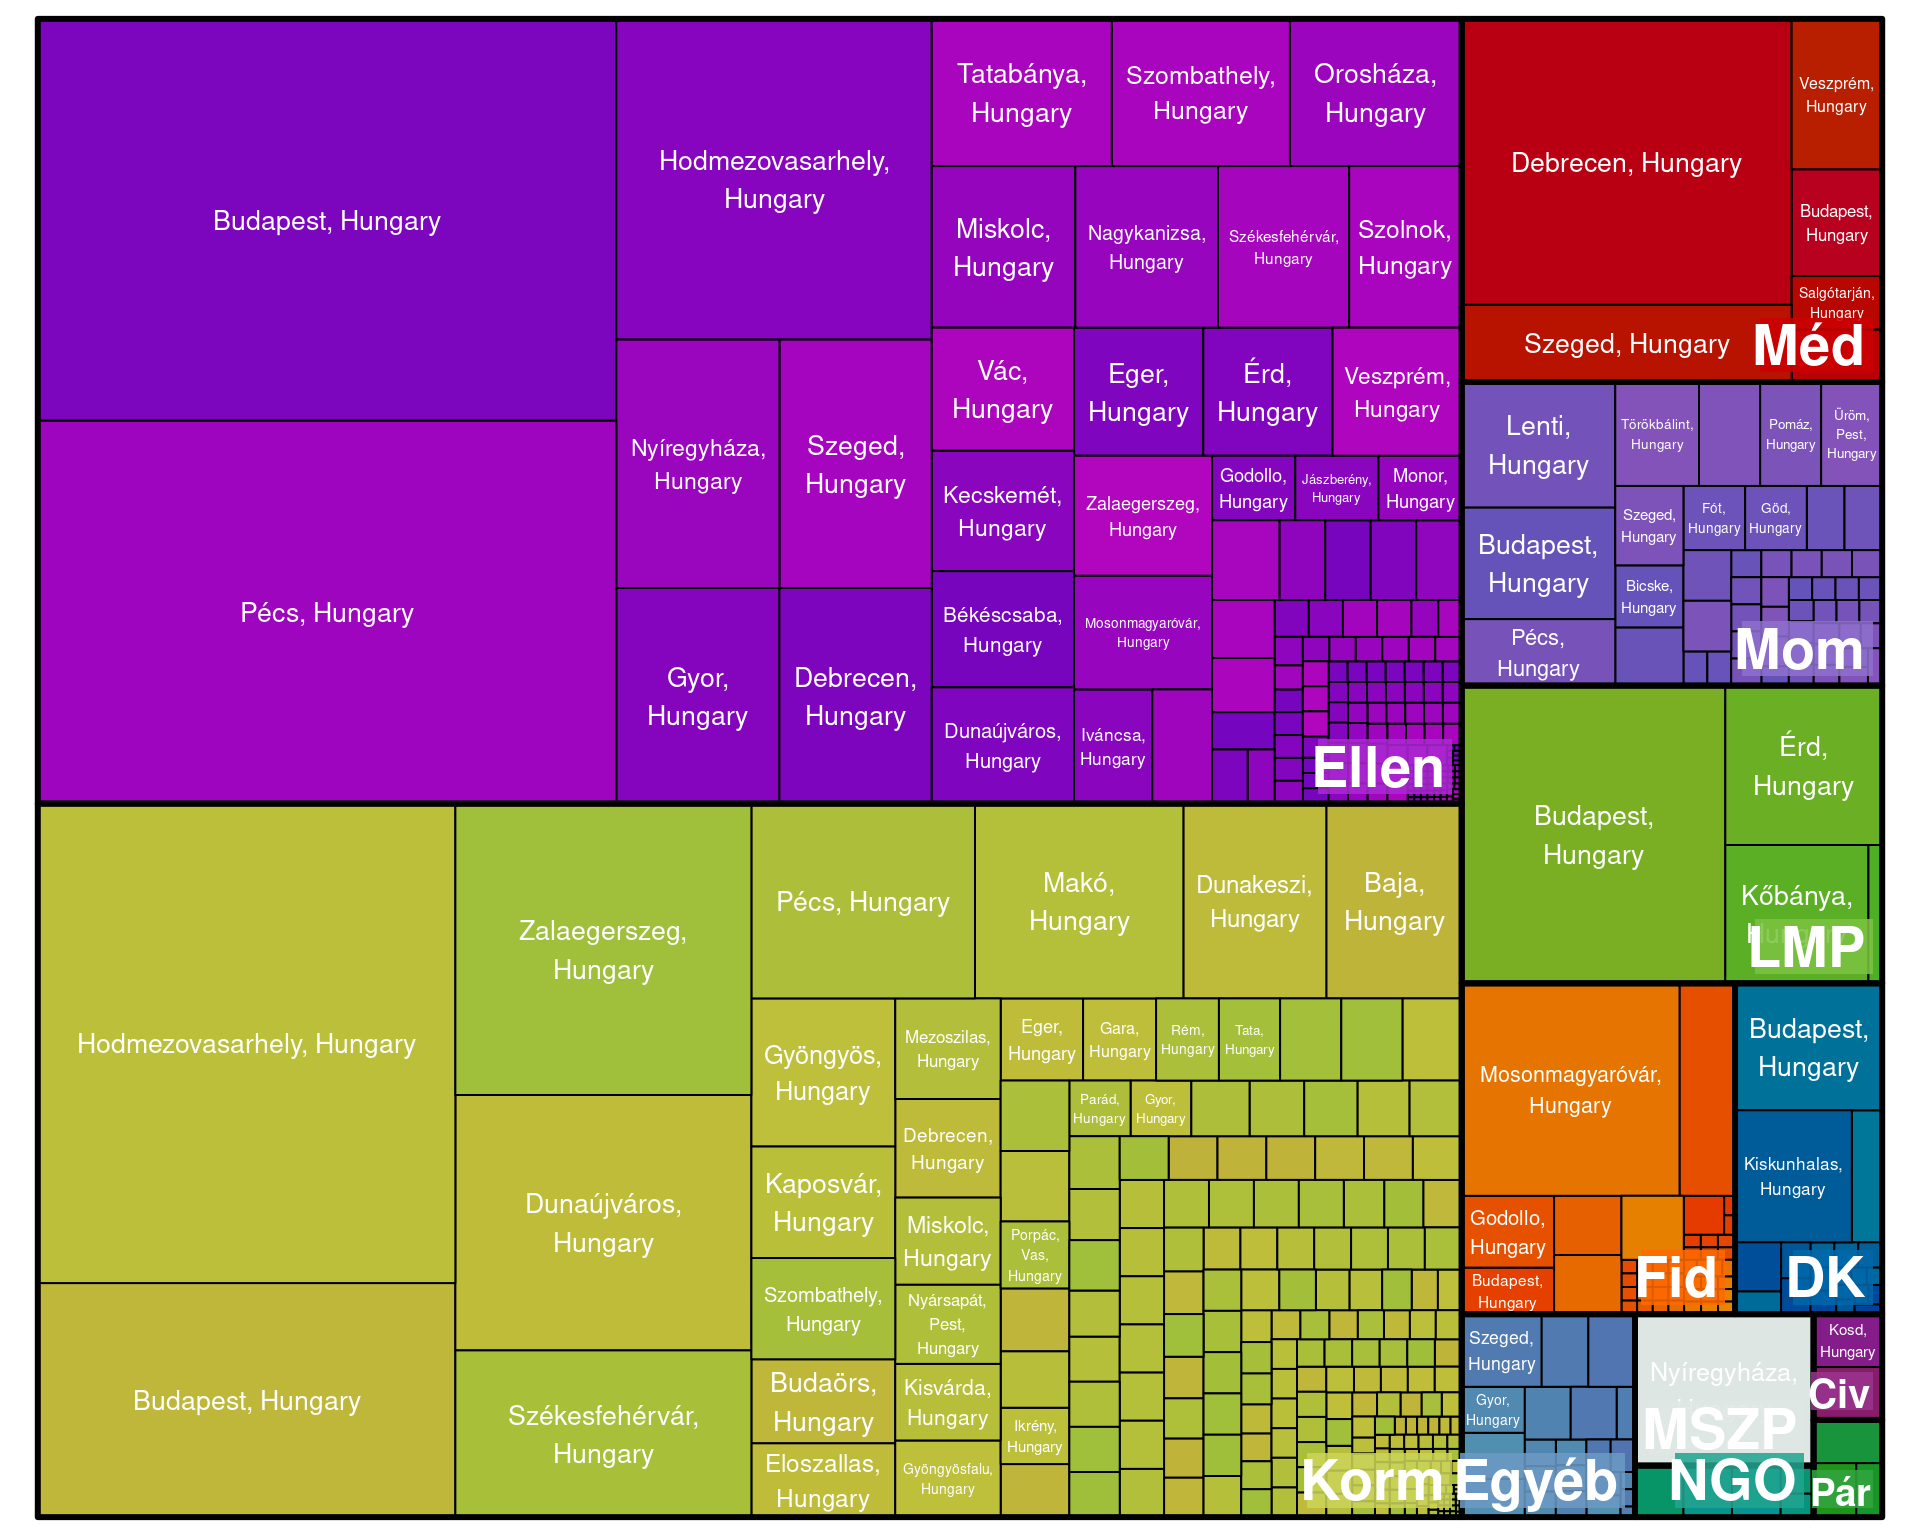 Budapest, Hungary
Pécs, Hungary
Hodmezovasarhely,
Hungary
Nyíregyháza,
Hungary
Szeged,
Hungary
Gyor,
Hungary
Debrecen,
Hungary
Tatabánya,
Hungary
Szombathely,
Hungary
Orosháza,
Hungary
Miskolc,
Hungary
Nagykanizsa,
Hungary
Székesfehérvár,
Hungary
Szolnok,
Hungary
Vác,
Hungary
Eger,
Hungary
Érd,
Hungary
Veszprém,
Hungary
Kecskemét,
Hungary
Zalaegerszeg,
Hungary
Godollo,
Hungary
Jászberény,
Hungary
Monor,
Hungary
Békéscsaba,
Hungary
Mosonmagyaróvár,
Hungary
Dunaújváros,
Hungary
Iváncsa,
Hungary
Ellen
Debrecen, Hungary
Veszprém,
Hungary
Budapest,
Hungary
Salgótarján,
Hungary
Szeged, Hungary
Méd
Lenti,
Hungary
Budapest,
Hungary
Pécs,
Hungary
Törökbálint,
Hungary
Pomáz,
Hungary
Üröm,
Pest,
Hungary
Szeged,
Hungary
Fót,
Hungary
Göd,
Hungary
Bicske,
Hungary
Mom
Budapest,
Hungary
Érd,
Hungary
Kőbánya,
Hungary
LMP
Hodmezovasarhely, Hungary
Budapest, Hungary
Zalaegerszeg,
Hungary
Dunaújváros,
Hungary
Székesfehérvár,
Hungary
Pécs, Hungary
Makó,
Hungary
Dunakeszi,
Hungary
Baja,
Hungary
Gyöngyös,
Hungary
Kaposvár,
Hungary
Szombathely,
Hungary
Budaörs,
Hungary
Eloszallas,
Hungary
Mezoszilas,
Hungary
Debrecen,
Hungary
Miskolc,
Hungary
Nyársapát,
Pest,
Hungary
Kisvárda,
Hungary
Gyöngyösfalu,
Hungary
Eger,
Hungary
Gara,
Hungary
Rém,
Hungary
Tata,
Hungary
Parád,
Hungary
Gyor,
Hungary
Porpác,
Vas,
Hungary
Ikrény,
Hungary
Korm
Mosonmagyaróvár,
Hungary
Godollo,
Hungary
Budapest,
Hungary
Fid
Budapest,
Hungary
Kiskunhalas,
Hungary
DK
Szeged,
Hungary
Gyor,
Hungary
Egyéb
Nyíregyháza,
MSZP
NGO
Kosd,
Hungary
Civ
Pár